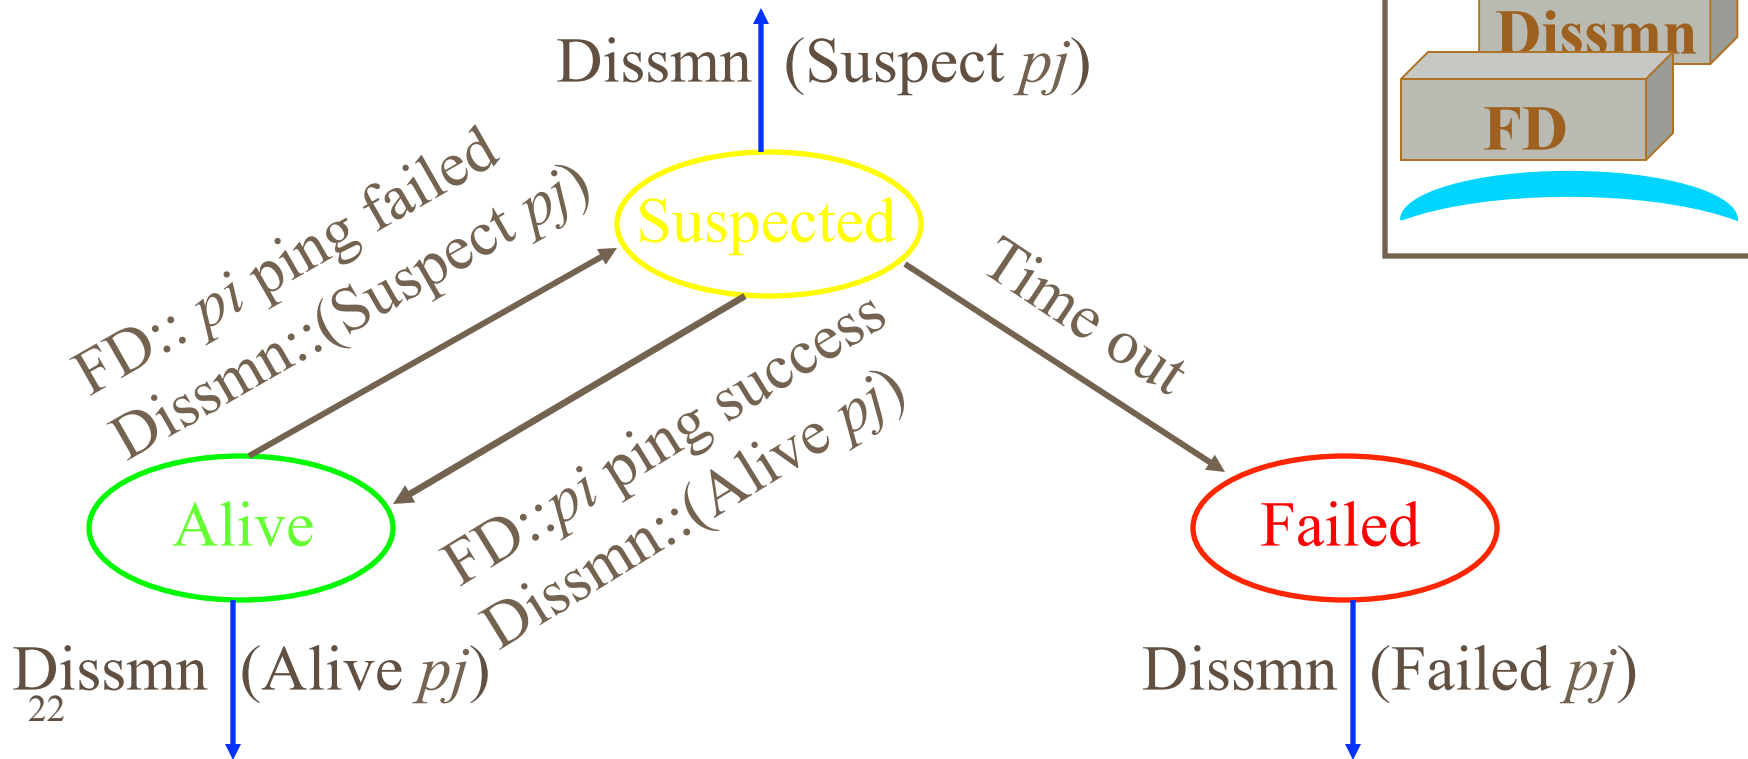 Dissmn (Suspect pj)
Dissmn
FD
FD:: pi ping failed
Dissmn::(Suspect pj)
Suspected
Time out
FD::pi ping success
Dissmn::(Alive pj)
Alive
Failed
Dissmn (Alive pj)
Dissmn (Failed pj)
22